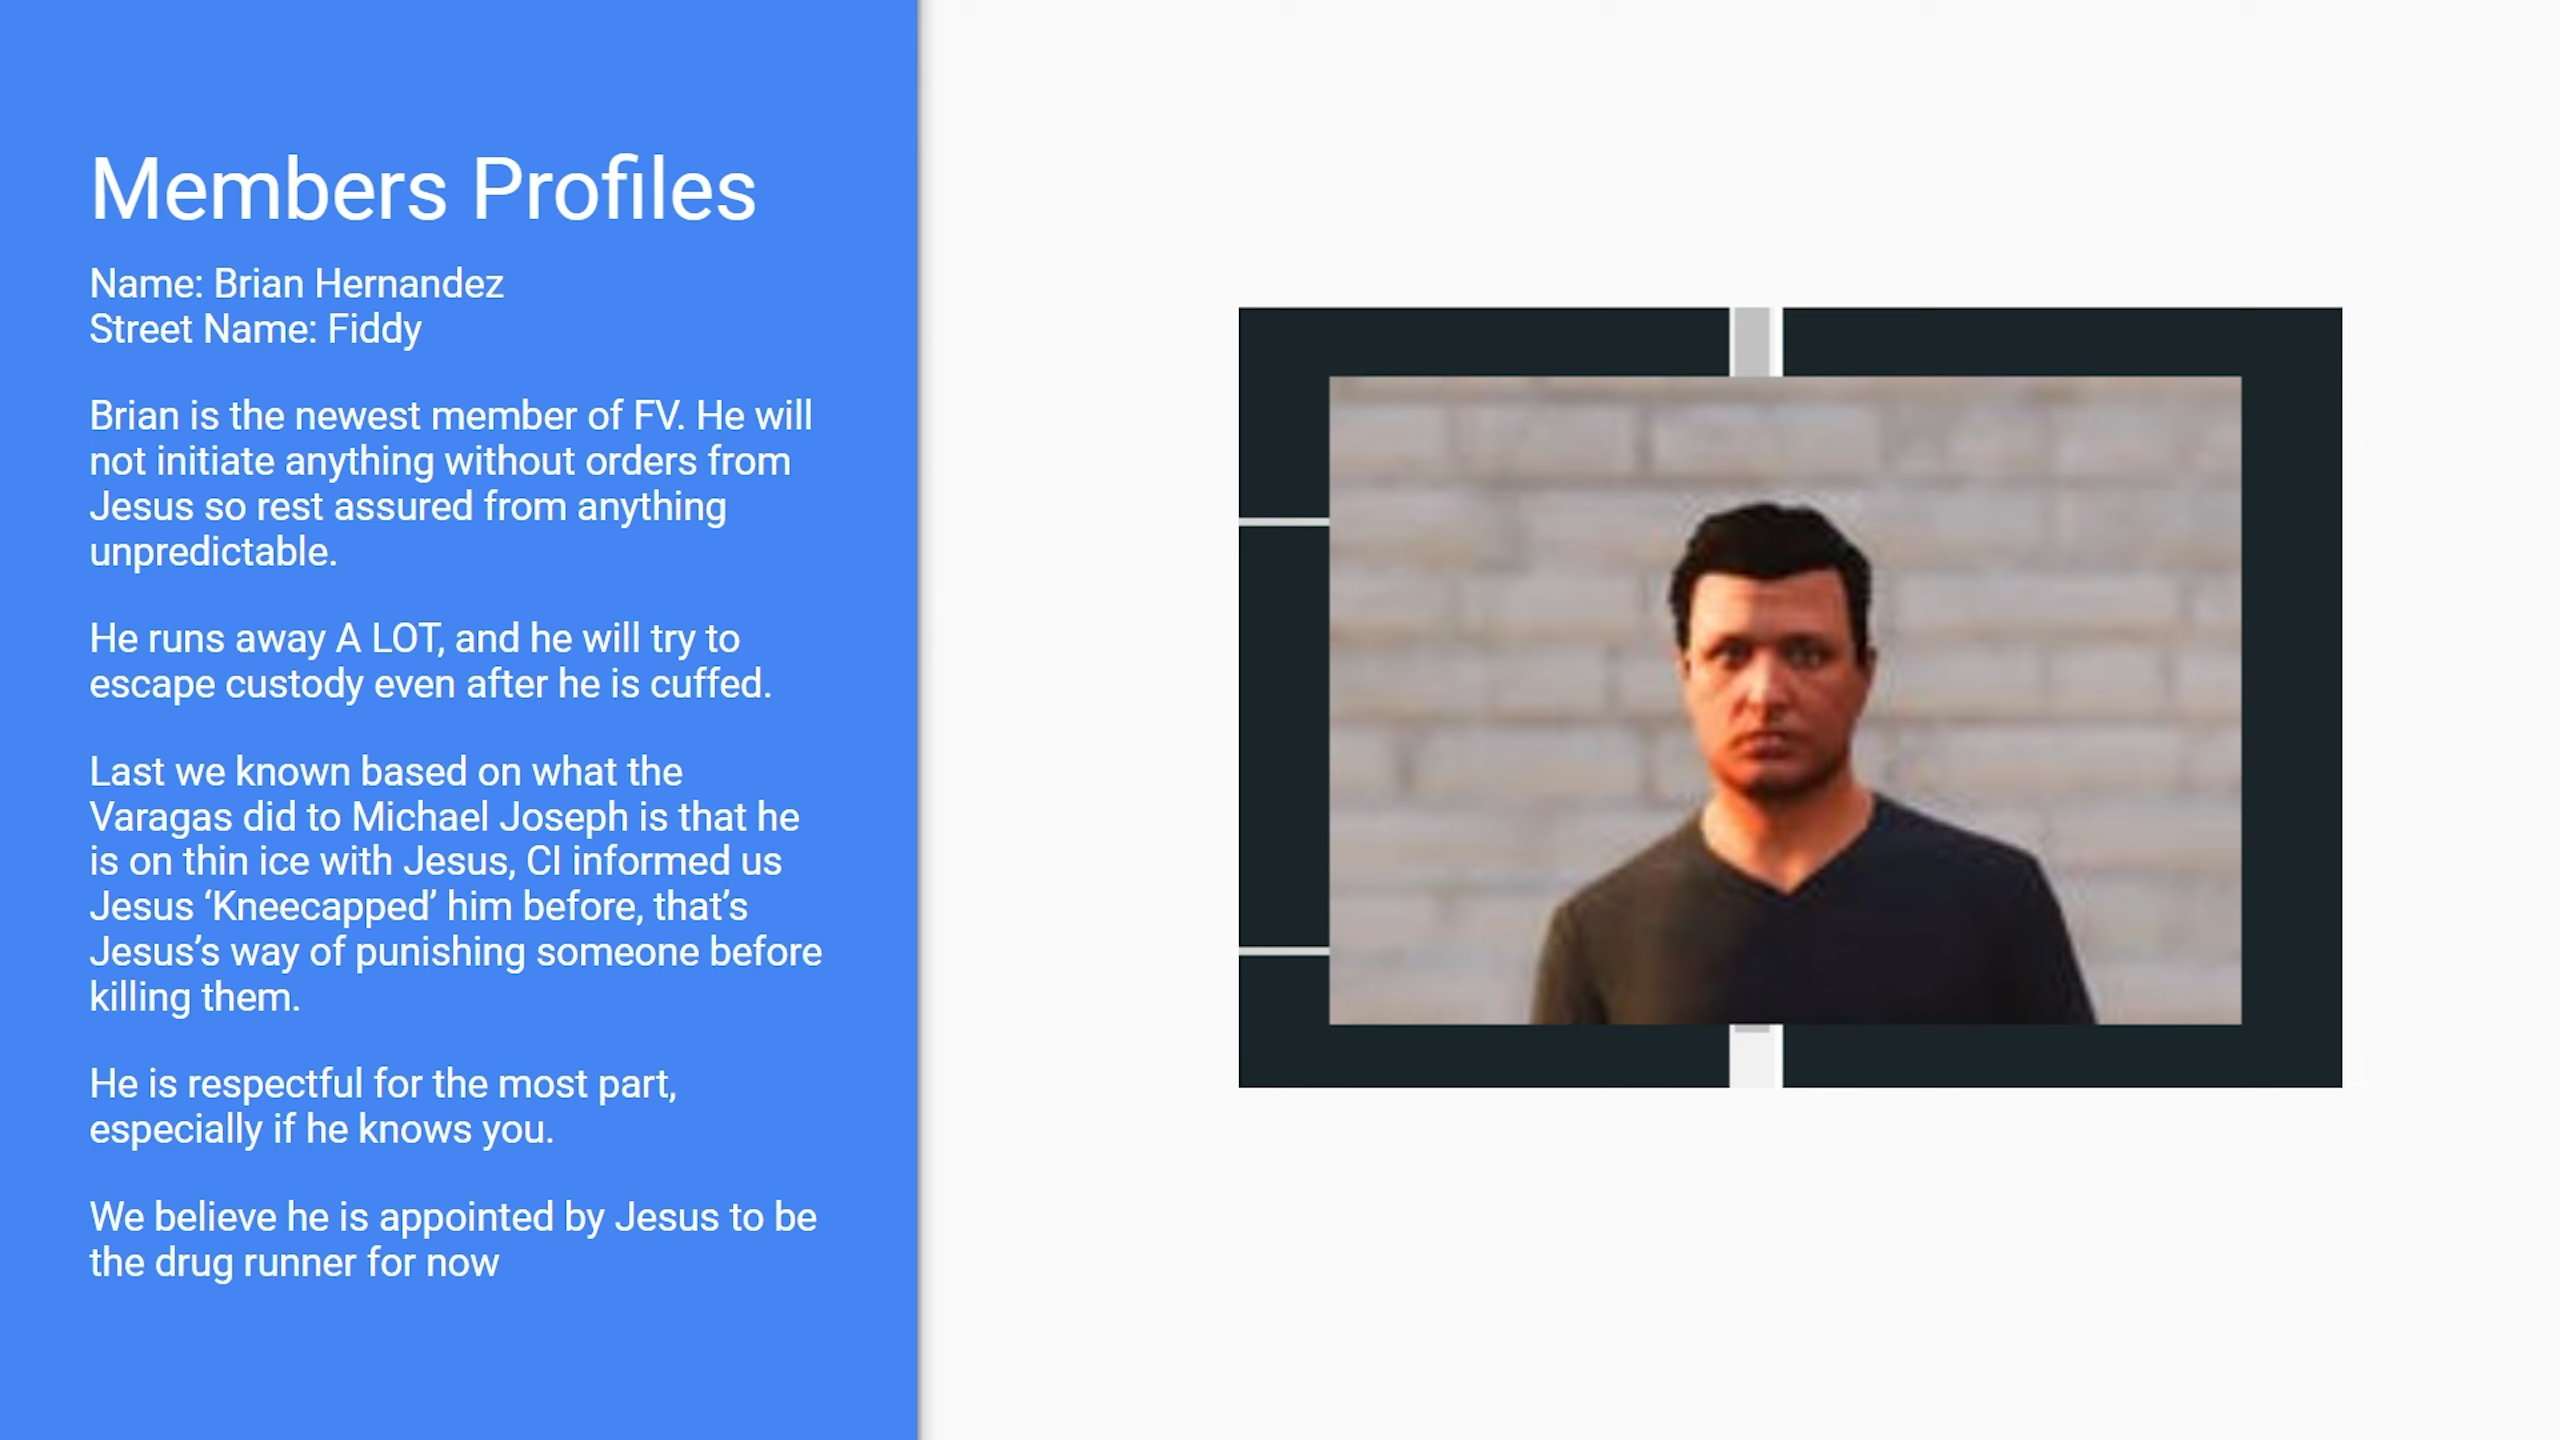 Members Profiles
Name: Brian Hernandez
Street Name: Fiddy
Brian is the newest member of FV. He will
not initiate anything without orders from
Jesus so rest assured from anything
unpredictable.
He runs away A LOT, and he will try to
escape custody even after he is cuffed.
Last we known based on what the
Varagas did to Michael Joseph is that he
is on thin ice with Jesus, CI informed us
Jesus ‘Kneecapped’ him before, that’s
Jesus’s way of punishing someone before
killing them.
He is respectful for the most part,
especially if he knows you.
We believe he is appointed by Jesus to be
the drug runner for now